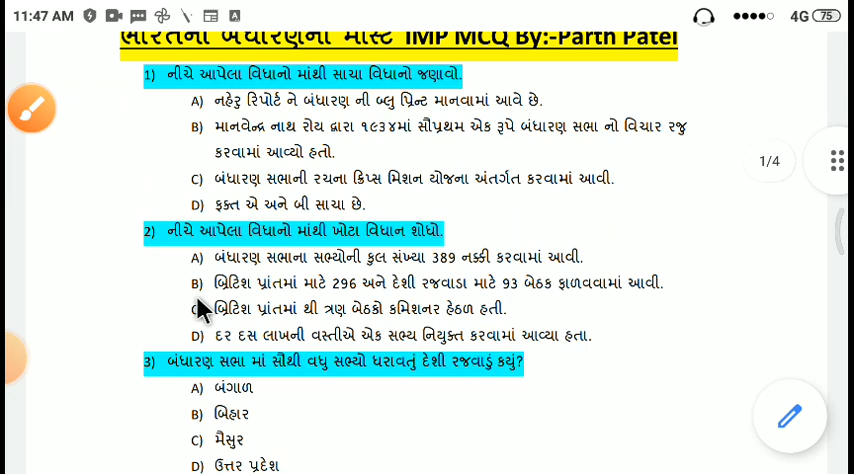 11:47 AM
4G 75
ભારતના બંધારણના મોસ્ટ IMP MCQ By:-Parth Patel
1) નીચે આપેલા વિધાનો માંથી સાચા વિધાનો જણાવો.
A) નહેરુ રિપોર્ટ ને બંધારણ ની બ્લુ પ્રિન્ટ માનવામાં આવે છે.
B) માનવેન્દ્ર નાથ રોય દ્વારા ૧૯૩૪માં સૌપ્રથમ એક રૂપે બંધારણ સભા નો વિચાર રજુ
કરવામાં આવ્યો હતો.
1/4
C) બંધારણ સભાની રચના ક્રિપ્સ મિશન યોજના અંતર્ગત કરવામાં આવી.
D) ફક્ત એ અને બી સાચા છે.
2) નીચે આપેલા વિધાનો માંથી ખોટા વિધાન શોધો.
A) બંધારણ સભાના સભ્યોની કુલ સંખ્યા 389 નક્કી કરવામાં આવી.
B) બ્રિટિશ પ્રાંતમાં માટે 296 અને દેશી રજવાડા માટે 93 બેઠક ફાળવવામાં આવી.
C) બ્રિટિશ પ્રાંતમાં થી ત્રણ બેઠકો કમિશનર હેઠળ હતી.
D) દર દસ લાખની વસ્તીએ એક સભ્ય નિયુક્ત કરવામાં આવ્યા હતા.
3) બંધારણ સભા માં સૌથી વધુ સભ્યો ધરાવતું દેશી રજવાડું કયું?
A) બંગાળ
B) બિહાર
C) મૈસુર
D) ઉત્તર પ્રદેશ